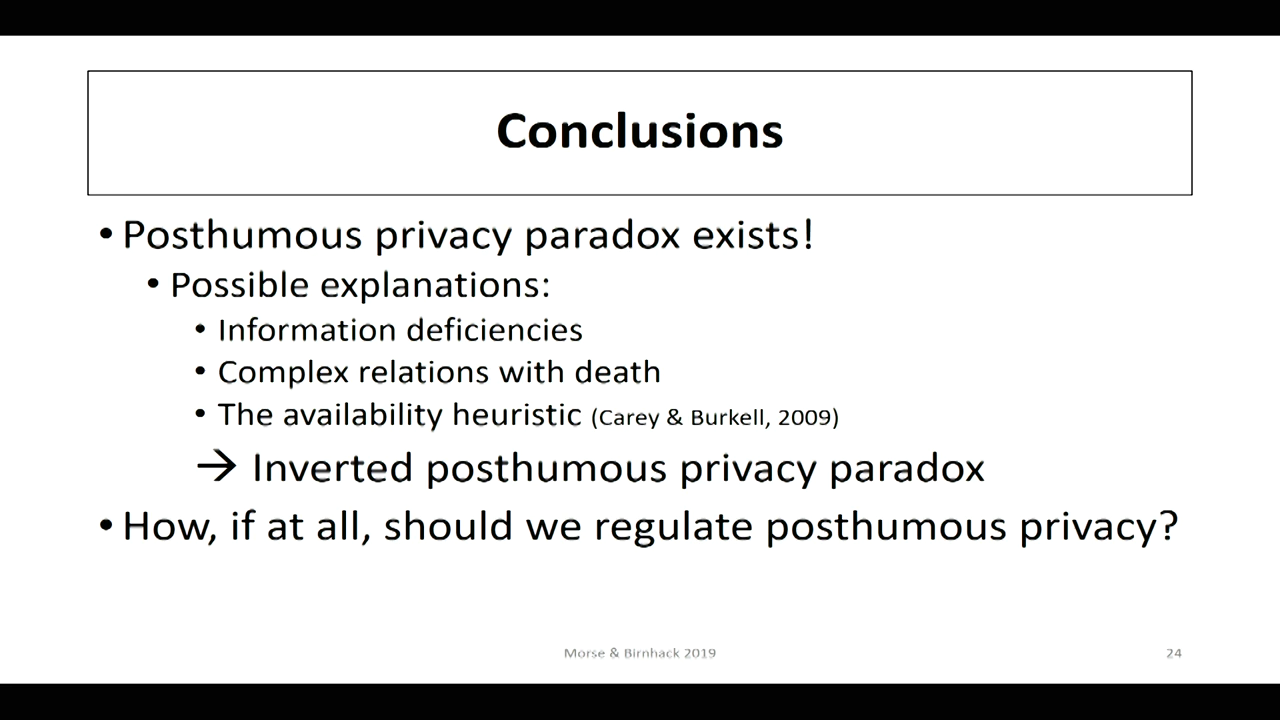 Conclusions
• Posthumous privacy paradox exists!
• Possible explanations:
• Information deficiencies
• Complex relations with death
• The availability heuristic (Carey & Burkell, 2009)
→ Inverted posthumous privacy paradox
• How, if at all, should we regulate posthumous privacy?
Morse & Birnhack 2019
24